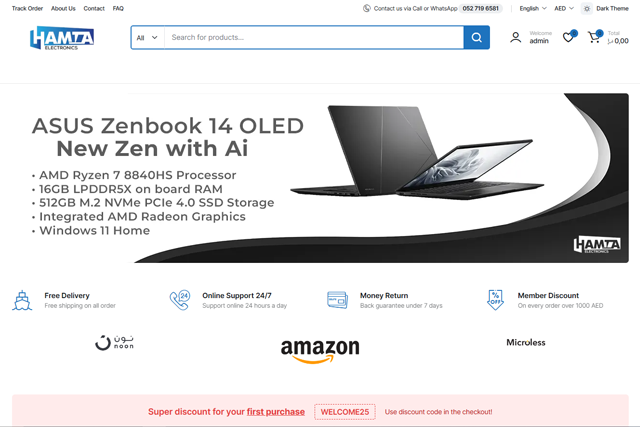 Track Order About Us Contact FAQ
Contact us via Call or WhatsApp 052 719 6581 English AED Dark Theme
HAMTA
ELECTRONICS
All Search for products...
Welcome
admin
0
0
Total
د.إ 0,00
ASUS Zenbook 14 OLED
New Zen with Ai
• AMD Ryzen 7 8840HS Processor
• 16GB LPDDR5X on board RAM
• 512GB M.2 NVMe PCIe 4.0 SSD Storage
• Integrated AMD Radeon Graphics
• Windows 11 Home
HAMTA
ELECTRONICS
Free Delivery
Free shipping on all order
24
Online Support 24/7
Support online 24 hours a day
Money Return
Back guarantee under 7 days
%
OFF
Member Discount
On every order over 1000 AED
نــون
noon
amazon
Microless
Super discount for your first purchase WELCOME25 Use discount code in the checkout!